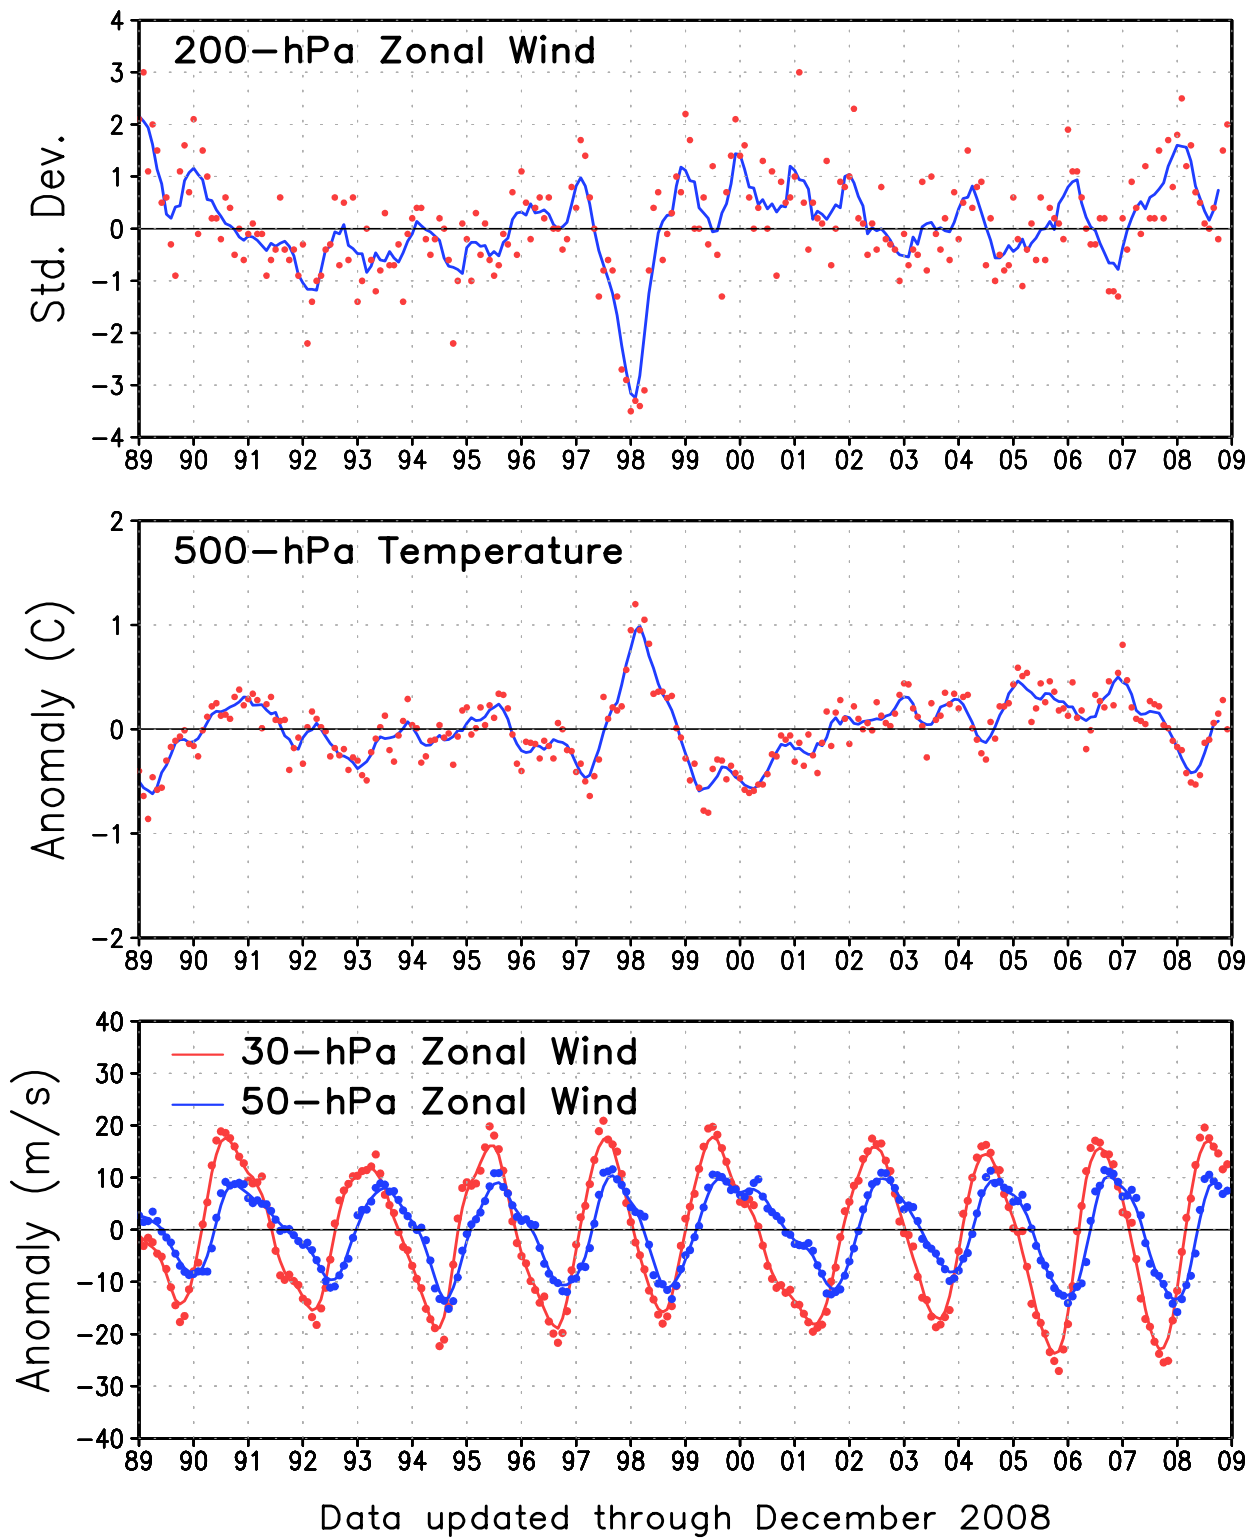 200-hPa Zonal Wind
Std. Dev.
4
3
2
1
0
-1
-2
-3
-4
89 90 91 92 93 94 95 96 97 98 99 00 01 02 03 04 05 06 07 08 09
500-hPa Temperature
Anomaly (C)
2
1
0
-1
-2
89 90 91 92 93 94 95 96 97 98 99 00 01 02 03 04 05 06 07 08 09
30-hPa Zonal Wind
50-hPa Zonal Wind
Anomaly (m/s)
40
30
20
10
0
-10
-20
-30
-40
89 90 91 92 93 94 95 96 97 98 99 00 01 02 03 04 05 06 07 08 09
Data updated through December 2008